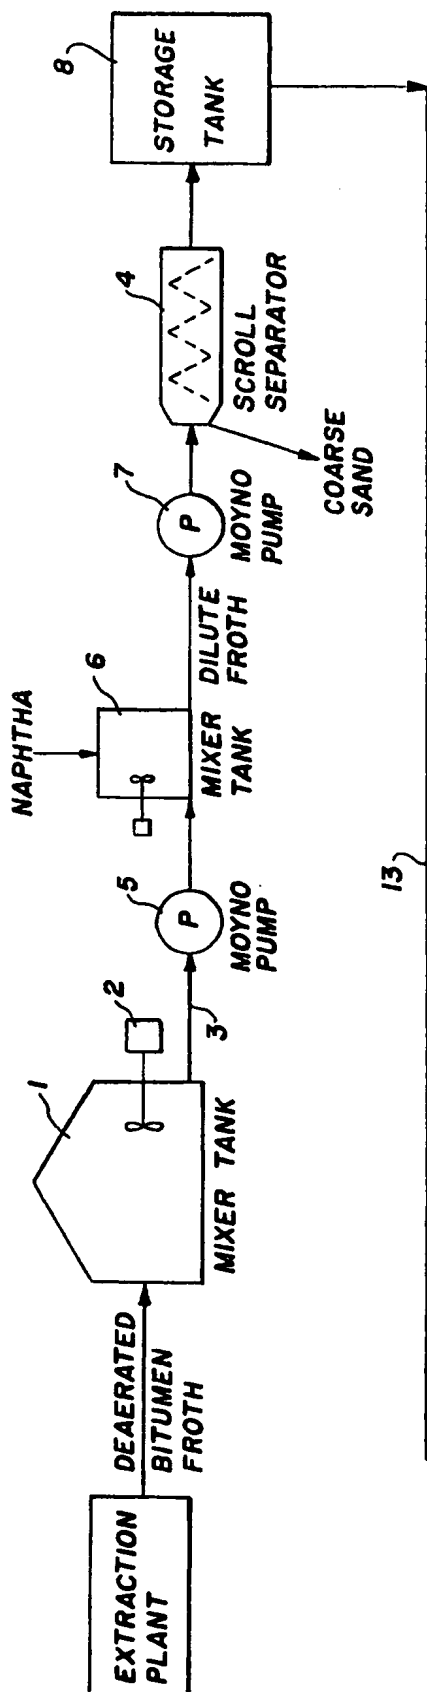 EXTRACTION
PLANT
DEAERATED
BITUMEN
FROTH
1
MIXER TANK
2
3
5
P
MOYNO
PUMP
NAPHTHA
6
MIXER
TANK
DILUTE
FROTH
7
P
MOYNO
PUMP
4
SCROLL
SEPARATOR
COARSE
SAND
8
STORAGE
TANK
13